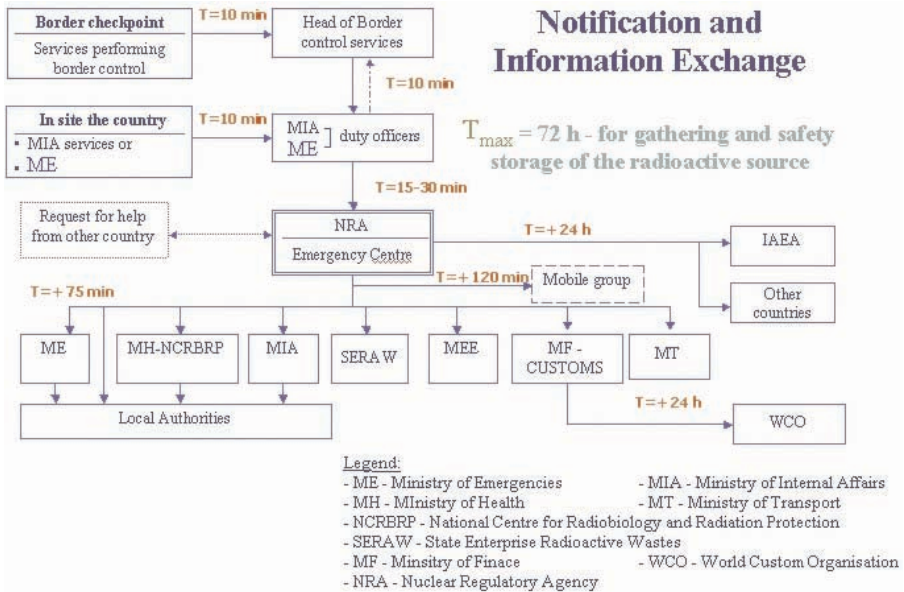 Notification and
Information Exchange
Border checkpoint
Services performing
border control
T=10 min
Head of Border
control services
T=10 min
In site the country
▪ MIA services or
▪ ME
T=10 min
MIA
ME
duty officers
Tmax = 72 h - for gathering and safety
storage of the radioactive source
T=15-30 min
Request for help
from other country
NRA
Emergency Centre
T=+24 h
IAEA
T=+120 min
Mobile group
Other
countries
T=+ 75 min
ME
MH-NCRBRP
MIA
SERAW
MEE
MF -
CUSTOMS
MT
Local Authorities
T=+24 h
WCO
Legend:
- ME - Ministry of Emergencies
- MIA - Ministry of Internal Affairs
- MH - MInistry of Health
- MT - Ministry of Transport
- NCRBRP - National Centre for Radiobiology and Radiation Protection
- SERAW - State Enterprise Radioactive Wastes
- MF - Minsitry of Finace
- WCO - World Custom Organisation
- NRA - Nuclear Regulatory Agency